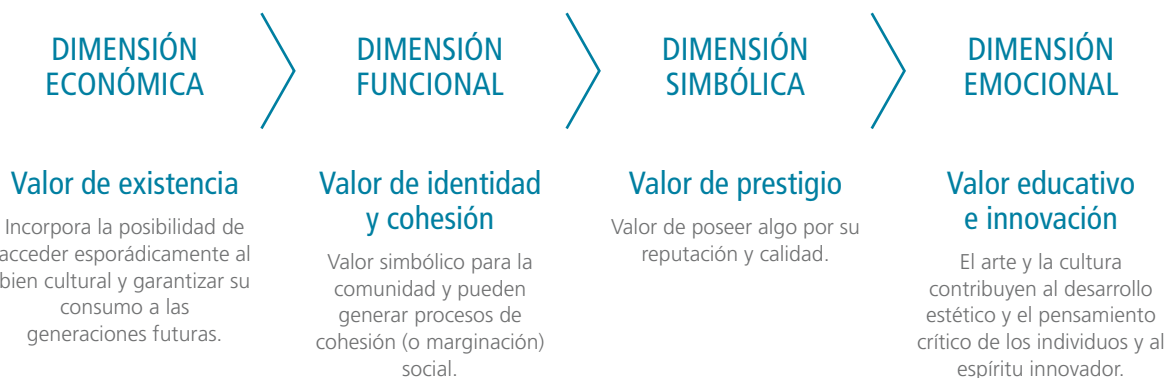 DIMENSIÓN
ECONÓMICA
DIMENSIÓN
FUNCIONAL
DIMENSIÓN
SIMBÓLICA
DIMENSIÓN
EMOCIONAL
Valor de existencia
Incorpora la posibilidad de
acceder esporádicamente al
bien cultural y garantizar su
consumo a las
generaciones futuras.
Valor de identidad
y cohesión
Valor simbólico para la
comunidad y pueden
generar procesos de
cohesión (o marginación)
social.
Valor de prestigio
Valor de poseer algo por su
reputación y calidad.
Valor educativo
e innovación
El arte y la cultura
contribuyen al desarrollo
estético y el pensamiento
crítico de los individuos y al
espíritu innovador.